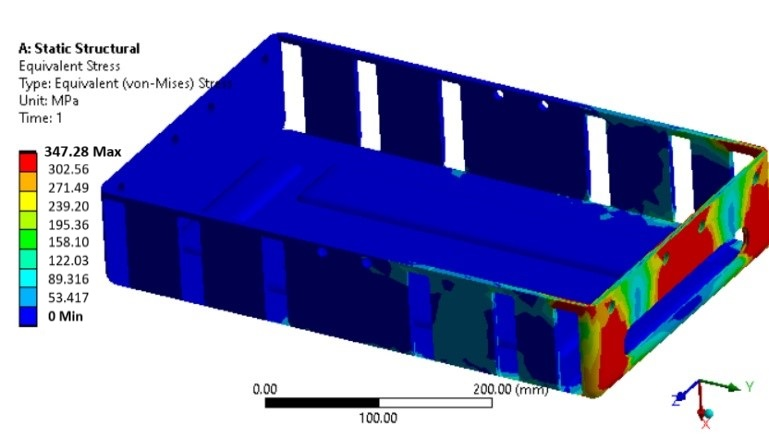 A: Static Structural
Equivalent Stress
Type: Equivalent (von-Mises) Stress
Unit: MPa
Time: 1
347.28 Max
302.56
271.49
239.20
195.36
158.10
122.03
89.316
53.417
0 Min
0.00
200.00 (mm)
100.00
Z
Y
X